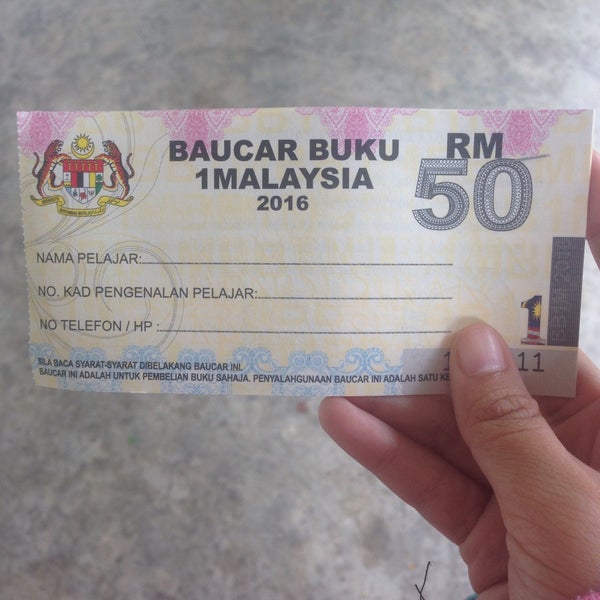 BAUCAR BUKU
1MALAYSIA
2016
RM
50
NAMA PELAJAR:
NO. KAD PENGENALAN PELAJAR:
NO TELEFON / HP :
1
11
SILA BACA SYARAT-SYARAT DIBELAKANG BAUCAR INI.
BAUCAR INI ADALAH UNTUK PEMBELIAN BUKU SAHAJA. PENYALAHGUNAAN BAUCAR INI ADALAH SATU